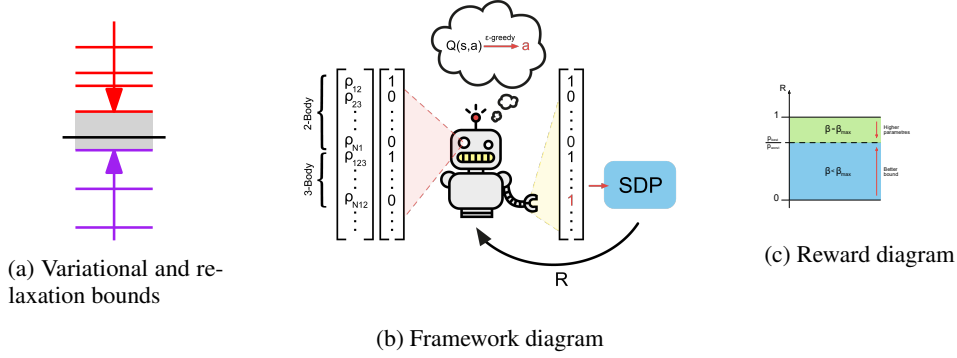 ε-greedy
Q(s,a) → a
2-Body
3-Body
ρ12 1
ρ23 0
ρN1 0
ρ123 1
ρN12 0
1
0
0
1
1
SDP
R
R
1
0
β=βmax
β<βmax
Higher
parametries
Better
bound
(a) Variational and re-
laxation bounds
(b) Framework diagram
(c) Reward diagram